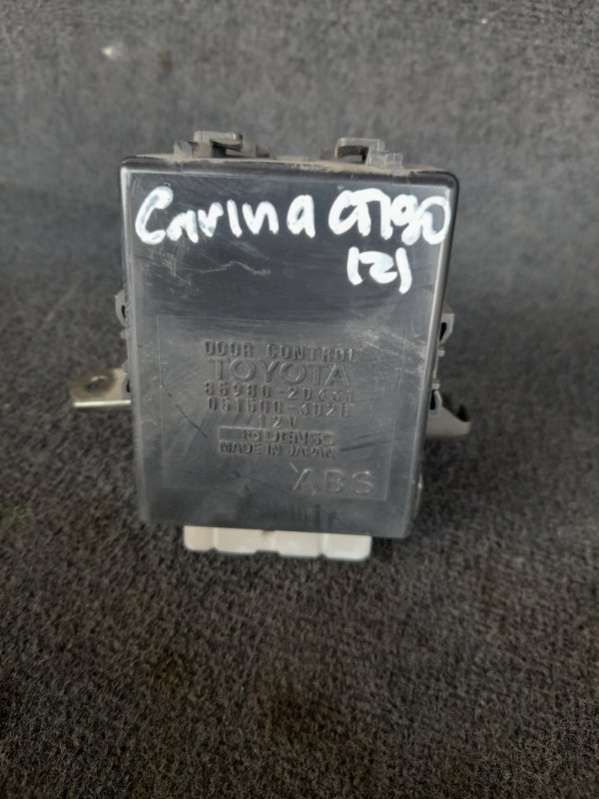 Carina CT190
121
DOOR CONTROL
TOYOTA
12V
DENSO
MADE IN JAPAN
>ABS